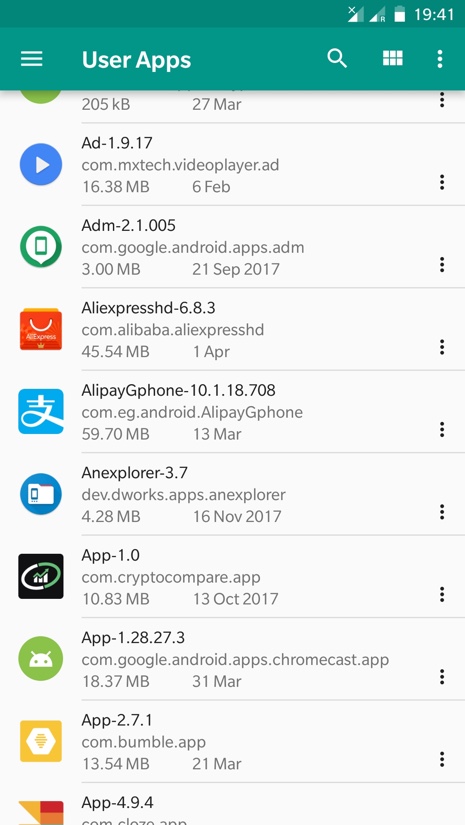 19:41
User Apps
205 kB 27 Mar
Ad-1.9.17
com.mxtech.videoplayer.ad
16.38 MB 6 Feb
Adm-2.1.005
com.google.android.apps.adm
3.00 MB 21 Sep 2017
AliExpress
Aliexpresshd-6.8.3
com.alibaba.aliexpresshd
45.54 MB 1 Apr
支
AlipayGphone-10.1.18.708
com.eg.android.AlipayGphone
59.70 MB 13 Mar
Anexplorer-3.7
dev.dworks.apps.anexplorer
4.28 MB 16 Nov 2017
App-1.0
com.cryptocompare.app
10.83 MB 13 Oct 2017
App-1.28.27.3
com.google.android.apps.chromecast.app
18.37 MB 31 Mar
App-2.7.1
com.bumble.app
13.54 MB 21 Mar
App-4.9.4
com.cloze.app